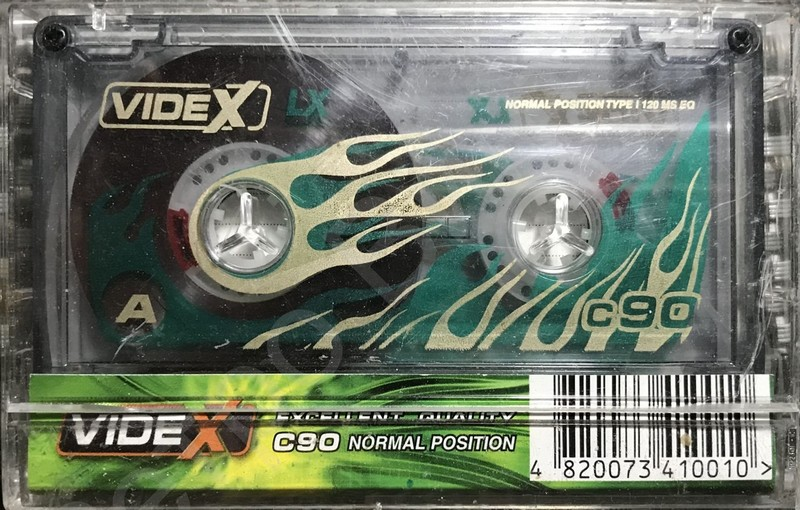 VIDEX
LX
NORMAL POSITION TYPE I 120 MS EQ
A
C90
VIDEX
EXCELLENT QUALITY
C90 NORMAL POSITION
4 820073 410010 >